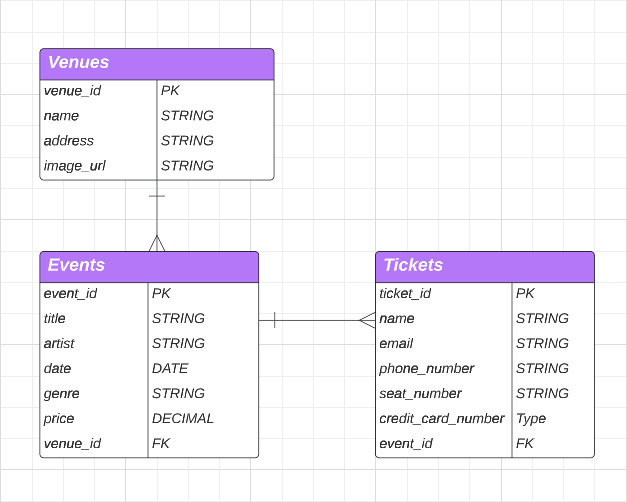 Venues
venue_id PK
name STRING
address STRING
image_url STRING
Events
event_id PK
title STRING
artist STRING
date DATE
genre STRING
price DECIMAL
venue_id FK
Tickets
ticket_id PK
name STRING
email STRING
phone_number STRING
seat_number STRING
credit_card_number Type
event_id FK